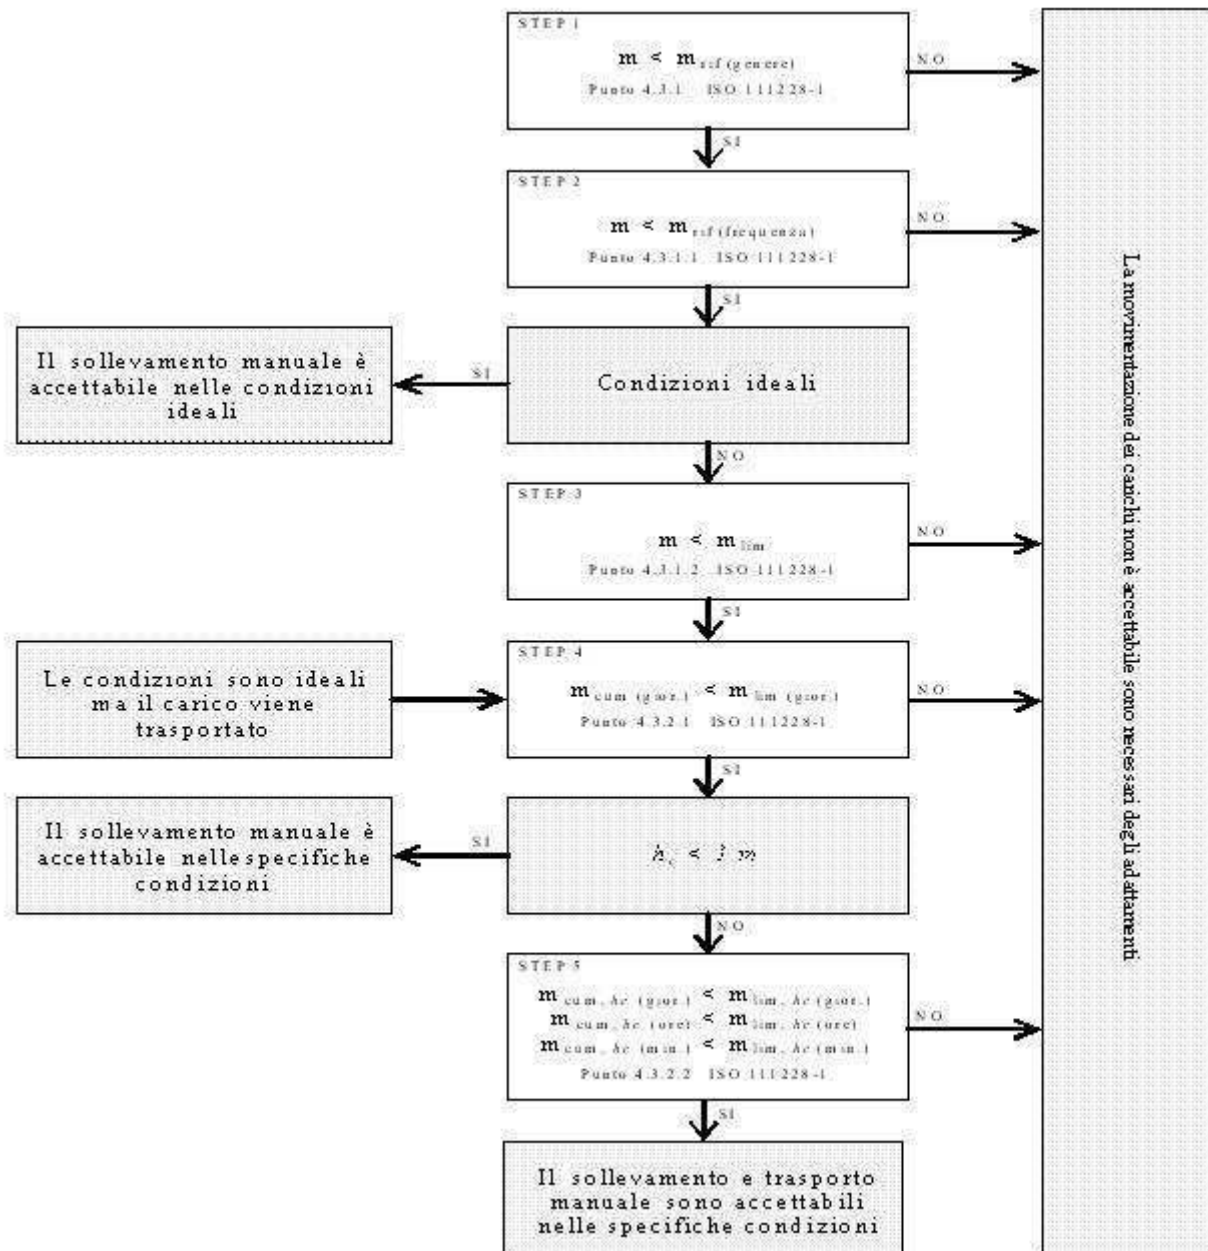 STEP 1
m < m rif (genere)
Punto 4.3.1 ISO 111228-1
NO
SI
STEP 2
m < m rif (frequenza)
Punto 4.3.1.1 ISO 111228-1
NO
SI
Condizioni ideali
SI
Il sollevamento manuale è
accettabile nelle condizioni
ideali
NO
STEP 3
m < m lim
Punto 4.3.1.2 ISO 111228-1
NO
SI
Le condizioni sono ideali
ma il carico viene
trasportato
STEP 4
m cum (gior.) < m lim (gior.)
Punto 4.3.2.1 ISO 111228-1
NO
SI
Il sollevamento manuale è
accettabile nellespecifiche
condizioni
SI
h c <  m
NO
STEP 5
m cum, hc (gior.) < m lim, hc (gior.)
m cum, hc (ore) < m lim, hc (ore)
m cum, hc (min.) < m lim, hc (min.)
Punto 4.3.2.2 ISO 111228-1
NO
SI
Il sollevamento e trasporto
manuale sono accettabili
nelle specifiche condizioni
La movimentazione dei carichi non è accettabile sono necessari degli adattamenti